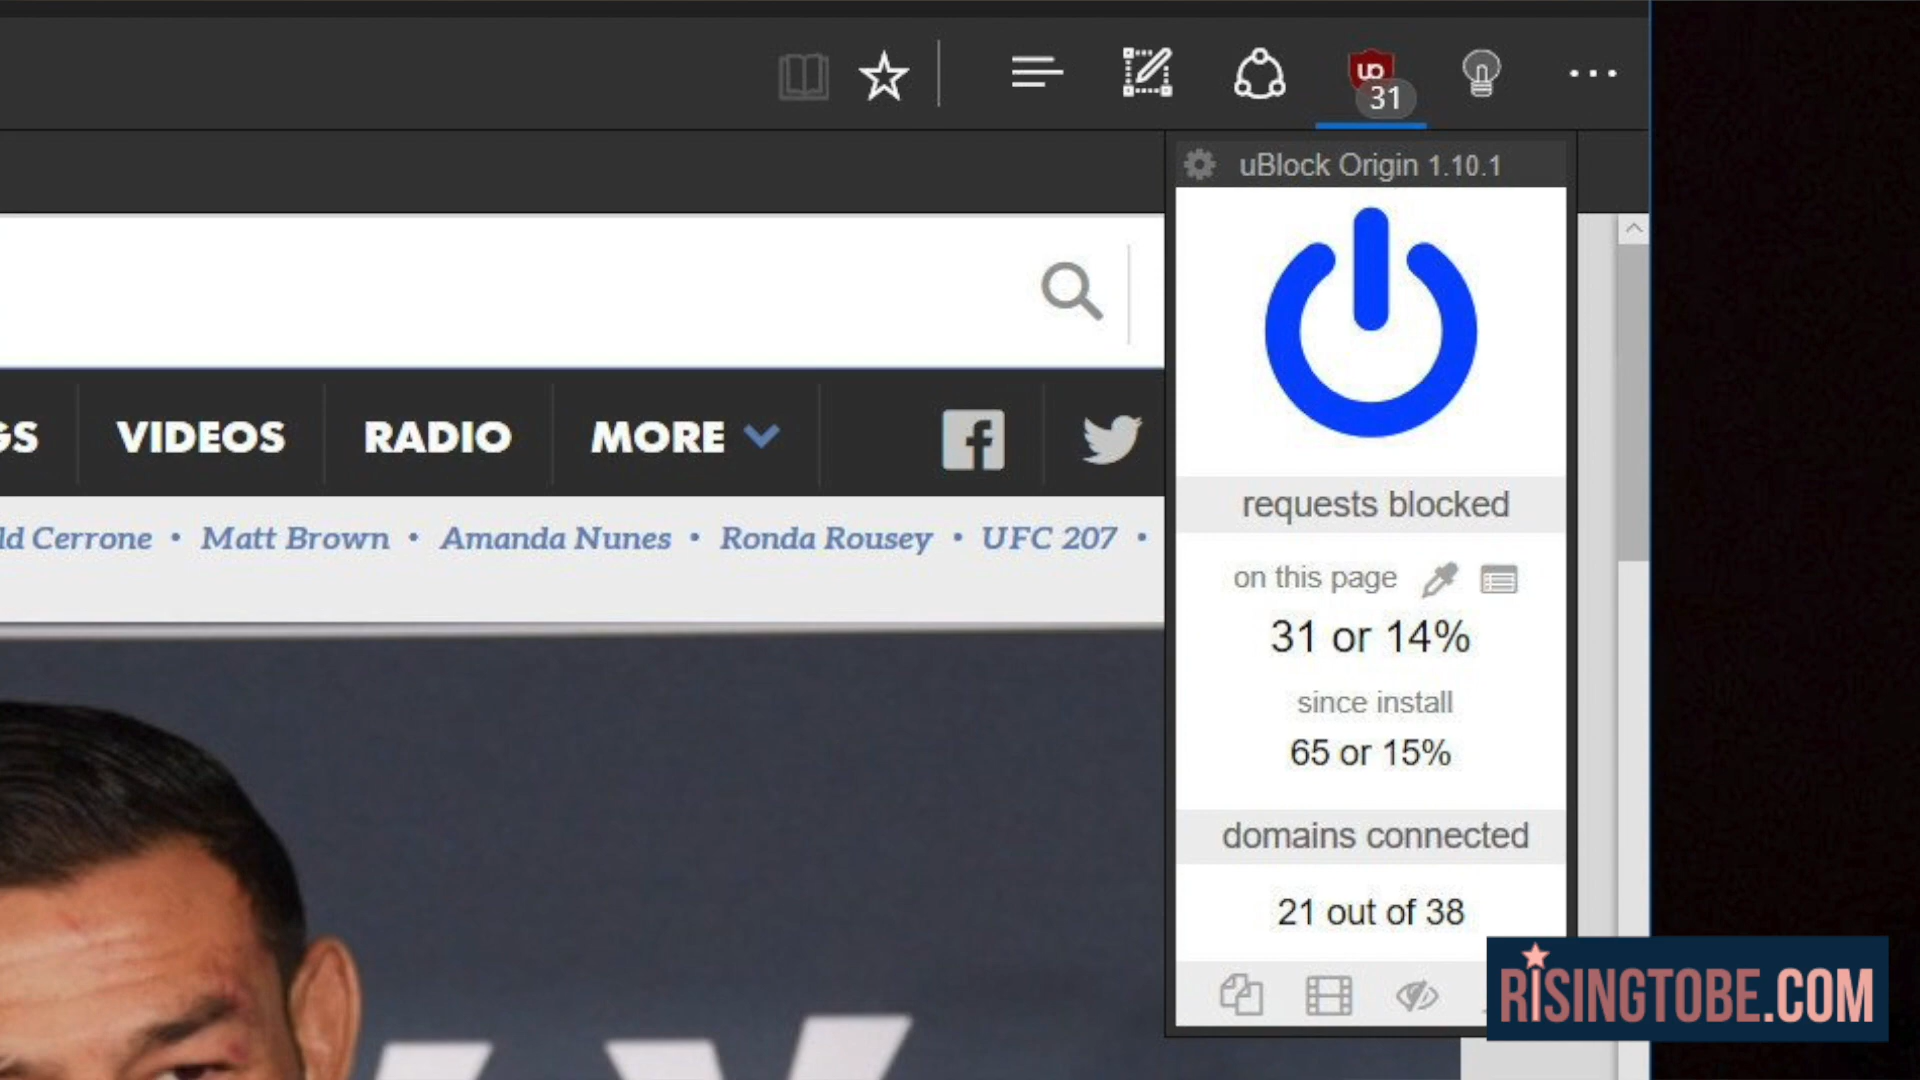 uo
31
uBlock Origin 1.10.1
GS
VIDEOS
RADIO
MORE
ld Cerrone • Matt Brown • Amanda Nunes • Ronda Rousey • UFC 207 •
requests blocked
on this page
31 or 14%
since install
65 or 15%
domains connected
21 out of 38
RISINGTOBE.COM